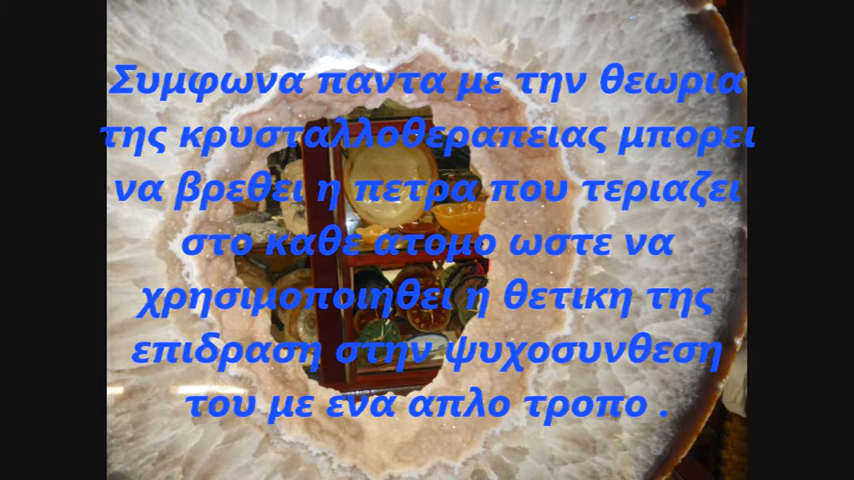 Συμφωνα παντα με την θεωρια
της κρυσταλλοθεραπειας μπορει
να βρεθει η πετρα που τεριαζει
στο καθε ατομο ωστε να
χρησιμοποιηθει η θετικη της
επιδραση στην ψυχοσυνθεση
του με ενα απλο τροπο .